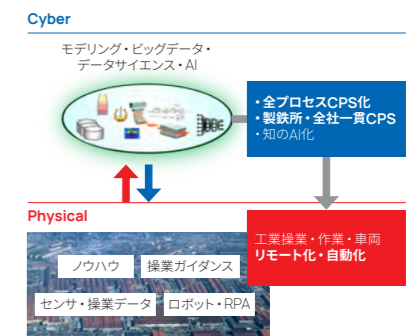 Cyber
モデリング・ビッグデータ・
データサイエンス・AI
・全プロセスCPS化
・製鉄所・全社一貫CPS
・知のAI化
Physical
工業操業・作業・車両
リモート化・自動化
ノウハウ
操業ガイダンス
センサ・操業データ
ロボット・RPA